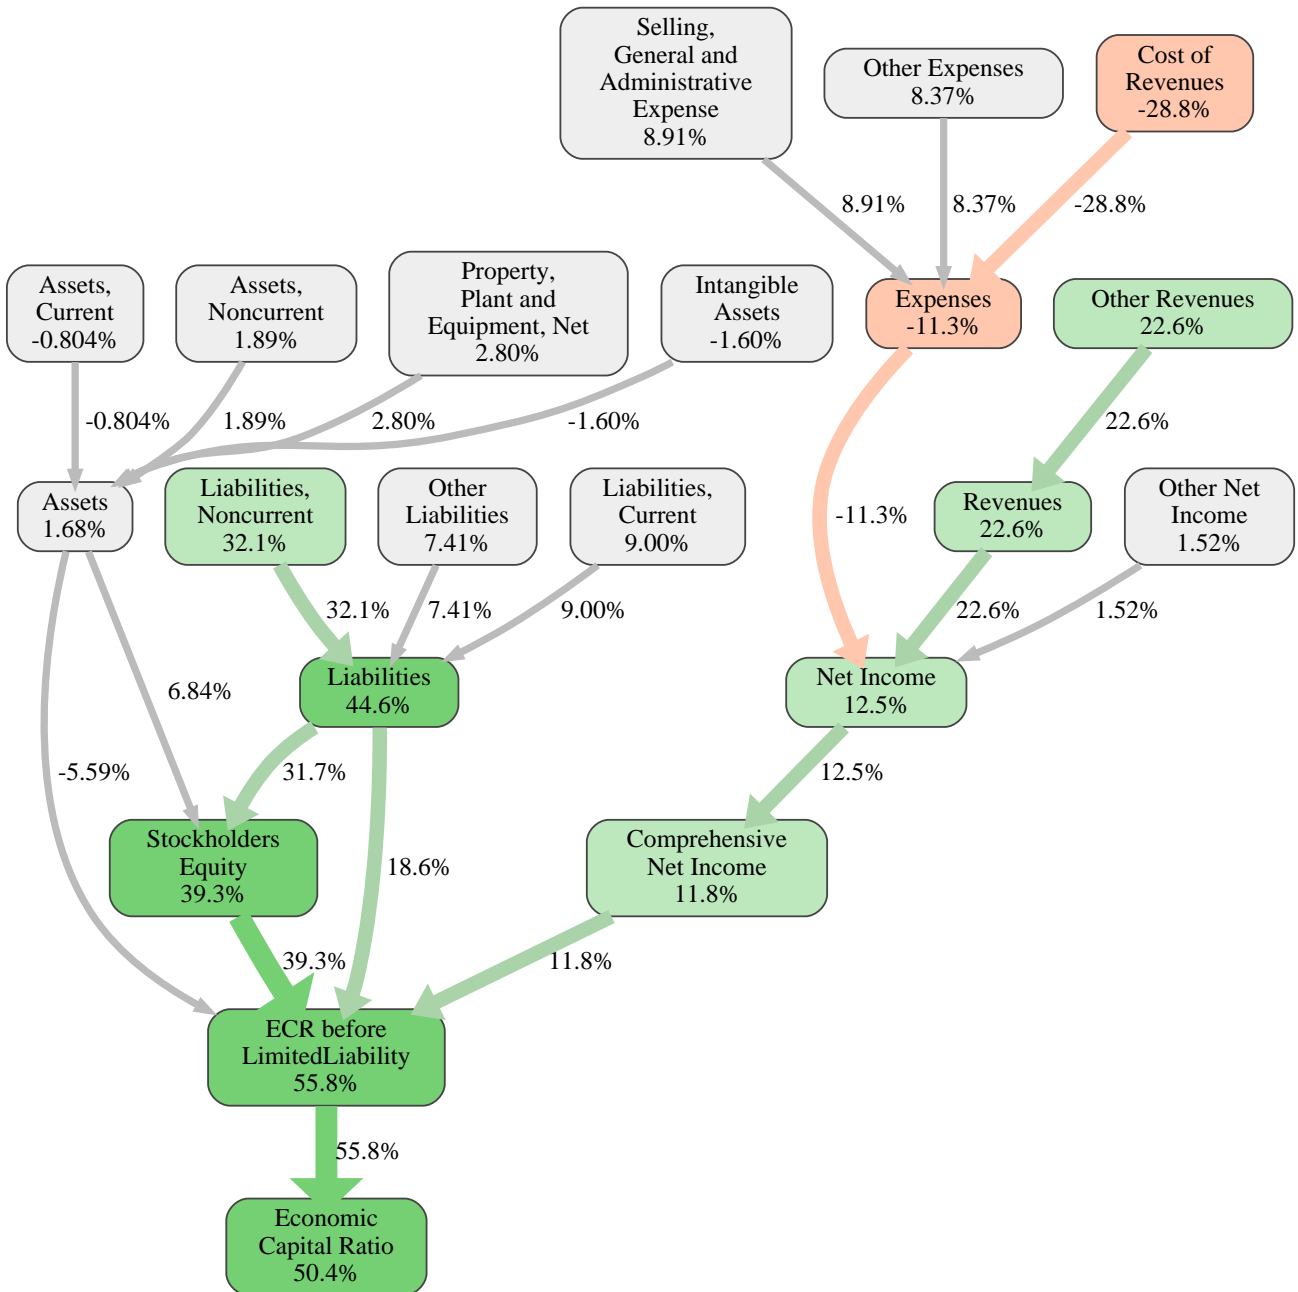 Selling,
General and
Administrative
Expense
8.91%
Other Expenses
8.37%
Cost of
Revenues
-28.8%
8.91%
8.37%
-28.8%
Assets,
Current
-0.804%
Assets,
Noncurrent
1.89%
Property,
Plant and
Equipment, Net
2.80%
Intangible
Assets
-1.60%
Expenses
-11.3%
Other Revenues
22.6%
-0.804%
1.89%
2.80%
-1.60%
22.6%
Assets
1.68%
Liabilities,
Noncurrent
32.1%
Other
Liabilities
7.41%
Liabilities,
Current
9.00%
-11.3%
Revenues
22.6%
Other Net
Income
1.52%
32.1%
7.41%
9.00%
22.6%
1.52%
6.84%
Liabilities
44.6%
Net Income
12.5%
-5.59%
31.7%
12.5%
Stockholders
Equity
39.3%
18.6%
Comprehensive
Net Income
11.8%
39.3%
11.8%
ECR before
LimitedLiability
55.8%
55.8%
Economic
Capital Ratio
50.4%